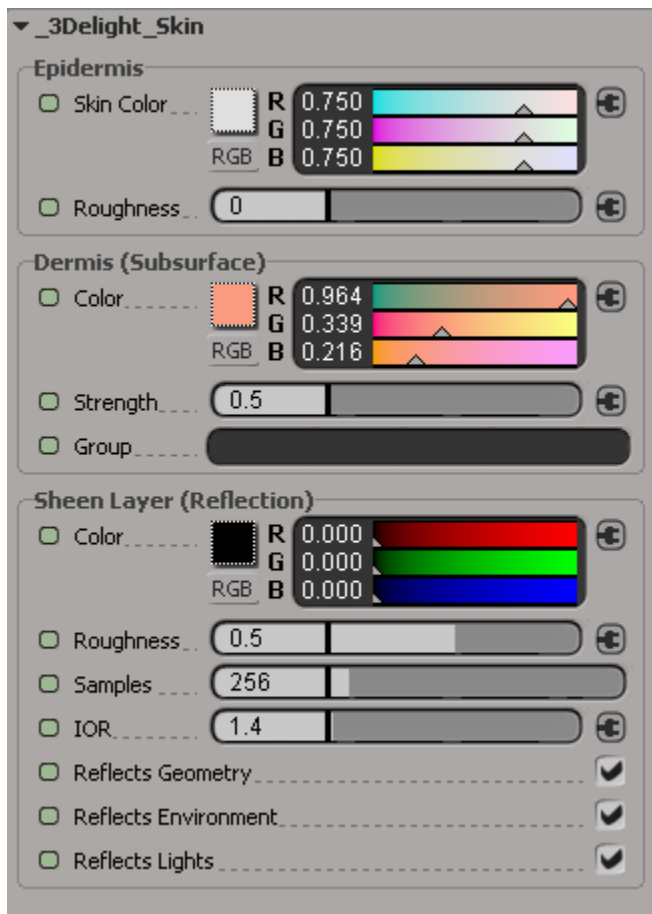 _3Delight_Skin
Epidermis
Skin Color R 0.750
G 0.750
RGB B 0.750
Roughness 0
Dermis (Subsurface)
Color R 0.964
G 0.339
RGB B 0.216
Strength 0.5
Group
Sheen Layer (Reflection)
Color R 0.000
G 0.000
RGB B 0.000
Roughness 0.5
Samples 256
IOR 1.4
Reflects Geometry
Reflects Environment
Reflects Lights